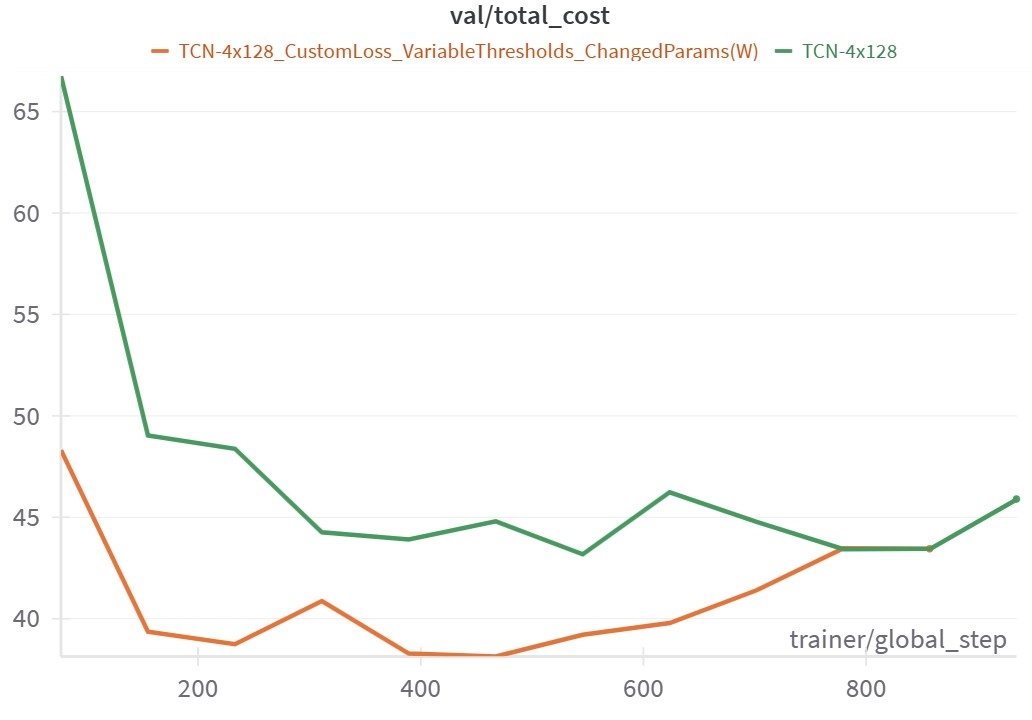 val/total_cost
TCN-4x128_CustomLoss_VariableThresholds_ChangedParams(W) TCN-4x128
65
60
55
50
45
40
trainer/global_step
200 400 600 800